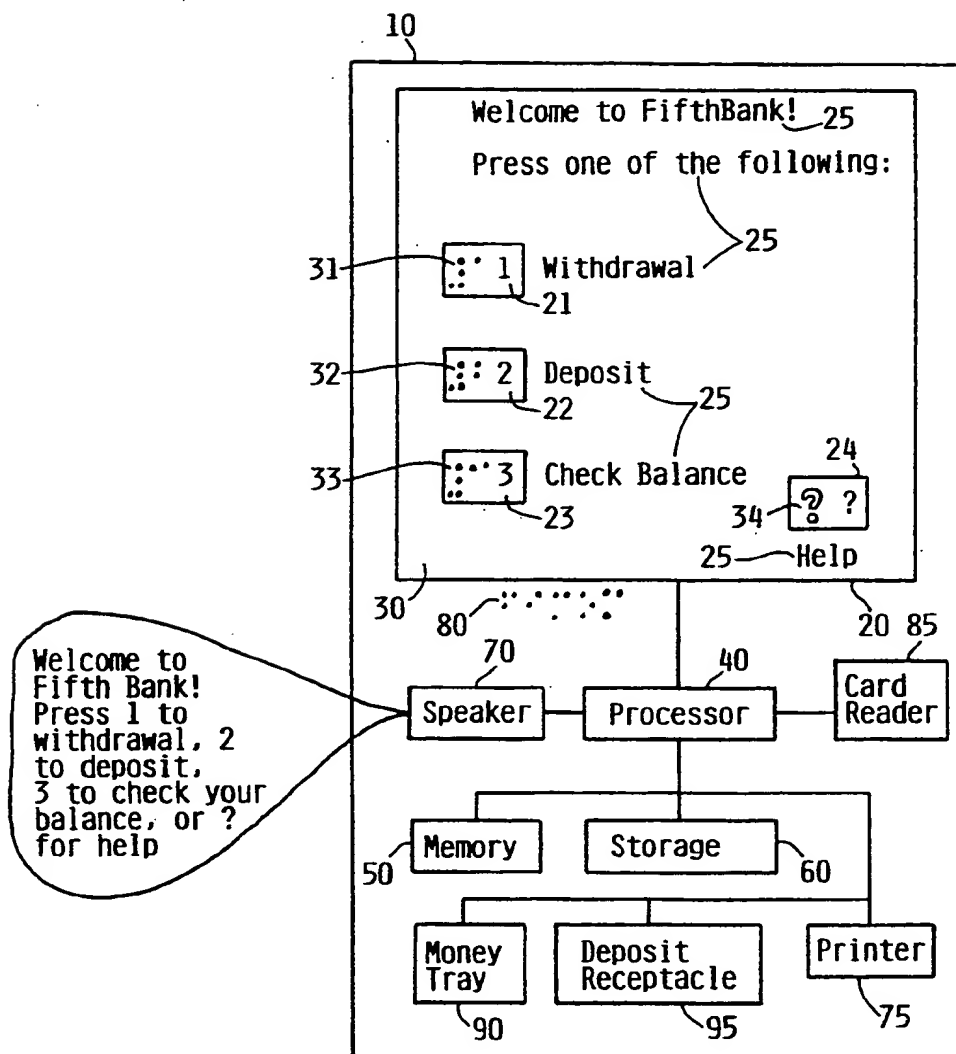 10
Welcome to FifthBank! 25
Press one of the following:
25
31 1 Withdrawal
21
32 2 Deposit
22 25
33 3 Check Balance 24
23 34 ?
25 Help
30 80 20 85
70 40
Speaker Processor Card
Reader
Welcome to
Fifth Bank!
Press 1 to
withdrawal, 2
to deposit,
3 to check your
balance, or ?
for help
50 Memory Storage 60
Money
Tray
90
Deposit
Receptacle
95
Printer
75